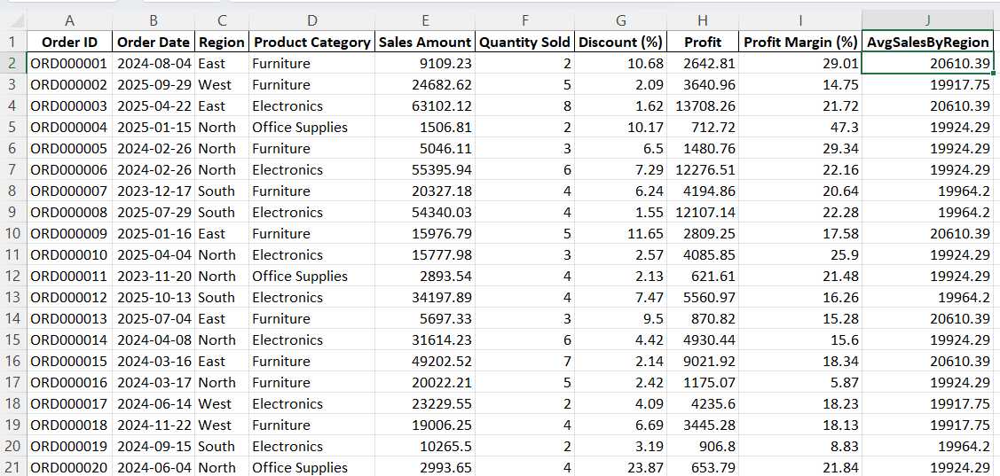 A B C D E F G H I J
1 Order ID Order Date Region Product Category Sales Amount Quantity Sold Discount (%) Profit Profit Margin (%) AvgSalesByRegion
2 ORD000001 2024-08-04 East Furniture 9109.23 2 10.68 2642.81 29.01 20610.39
3 ORD000002 2025-09-29 West Furniture 24682.62 5 2.09 3640.96 14.75 19917.75
4 ORD000003 2025-04-22 East Electronics 63102.12 8 1.62 13708.26 21.72 20610.39
5 ORD000004 2025-01-15 North Office Supplies 1506.81 2 10.17 712.72 47.3 19924.29
6 ORD000005 2024-02-26 North Furniture 5046.11 3 6.5 1480.76 29.34 19924.29
7 ORD000006 2024-02-26 North Electronics 55395.94 6 7.29 12276.51 22.16 19924.29
8 ORD000007 2023-12-17 South Furniture 20327.18 4 6.24 4194.86 20.64 19964.2
9 ORD000008 2025-07-29 South Electronics 54340.03 4 1.55 12107.14 22.28 19964.2
10 ORD000009 2025-01-16 East Furniture 15976.79 5 11.65 2809.25 17.58 20610.39
11 ORD000010 2025-04-04 North Electronics 15777.98 3 2.57 4085.85 25.9 19924.29
12 ORD000011 2023-11-20 North Office Supplies 2893.54 4 2.13 621.61 21.48 19924.29
13 ORD000012 2025-10-13 South Electronics 34197.89 4 7.47 5560.97 16.26 19964.2
14 ORD000013 2025-07-04 East Furniture 5697.33 3 9.5 870.82 15.28 20610.39
15 ORD000014 2024-04-08 North Electronics 31614.23 6 4.42 4930.44 15.6 19924.29
16 ORD000015 2024-03-16 East Furniture 49202.52 7 2.14 9021.92 18.34 20610.39
17 ORD000016 2024-03-17 North Furniture 20022.21 5 2.42 1175.07 5.87 19924.29
18 ORD000017 2024-06-14 West Electronics 23229.55 2 4.09 4235.6 18.23 19917.75
19 ORD000018 2024-11-22 West Furniture 19006.25 4 6.69 3445.28 18.13 19917.75
20 ORD000019 2024-09-15 South Electronics 10265.5 2 3.19 906.8 8.83 19964.2
21 ORD000020 2024-06-04 North Office Supplies 2993.65 4 23.87 653.79 21.84 19924.29